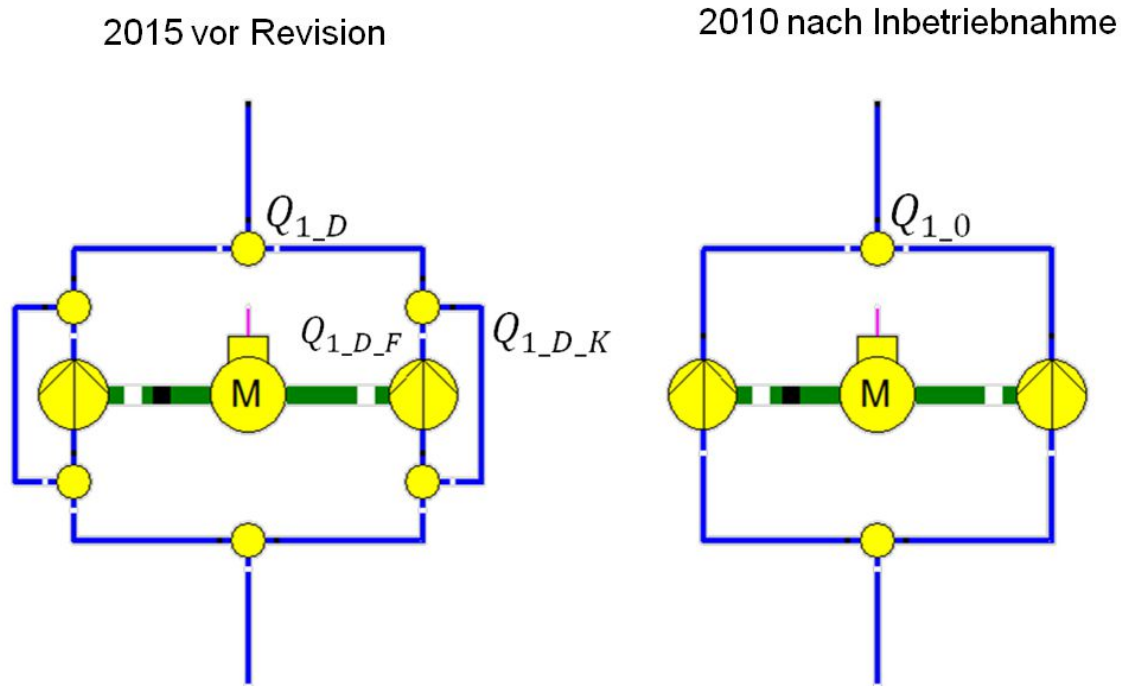 2015 vor Revision
2010 nach Inbetriebnahme
Q1_D
Q1_0
Q1_D_F
Q1_D_K
M
M